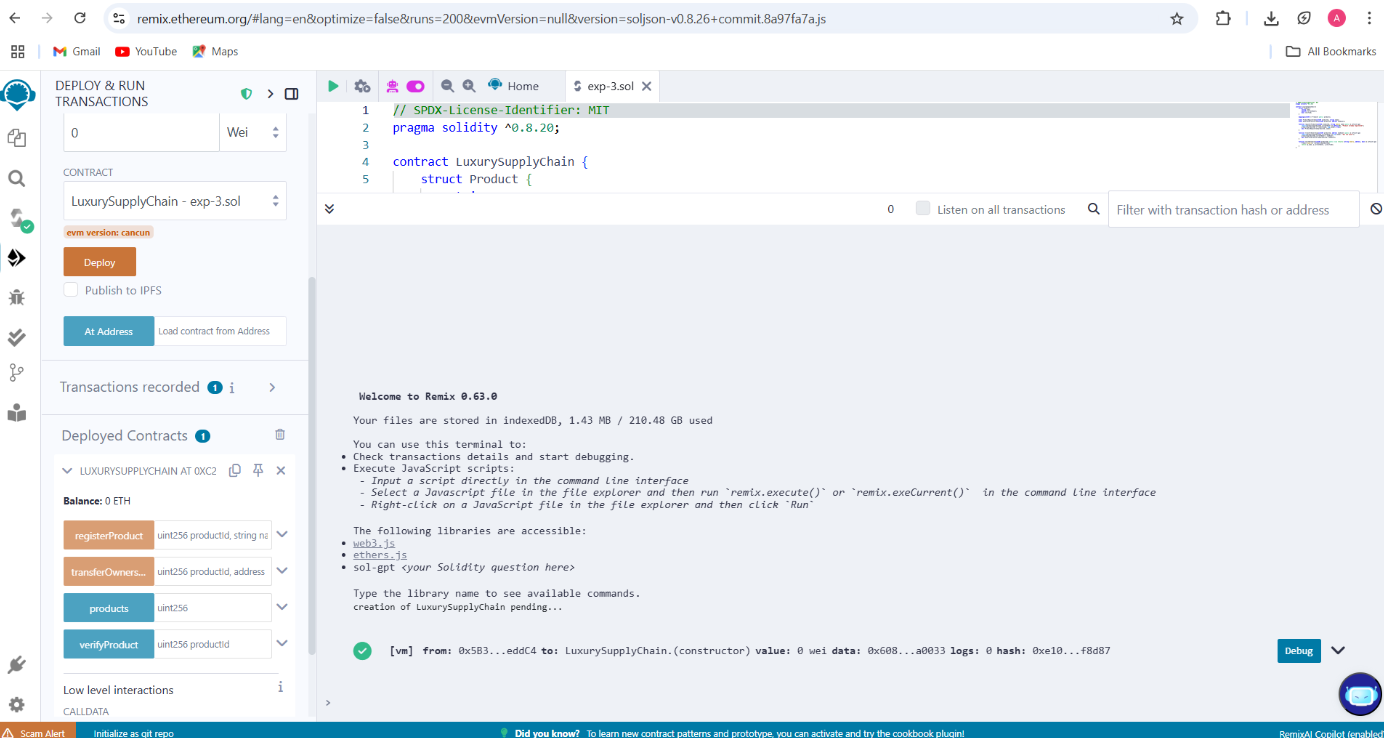 remix.ethereum.org/#lang=en&optimize=false&runs=200&evmVersion=null&version=soljson-v0.8.26+commit.8a97fa7a.js
A
Gmail
YouTube
Maps
All Bookmarks
DEPLOY & RUN
TRANSACTIONS
0
Wei
CONTRACT
LuxurySupplyChain - exp-3.sol
evm version: cancun
Deploy
Publish to IPFS
At Address
Load contract from Address
Transactions recorded 1 i
Deployed Contracts 1
LUXURYSUPPLYCHAIN AT 0XC2
Balance: 0 ETH
registerProduct
uint256 productId, string na
transferOwners...
uint256 productId, address
products
uint256
verifyProduct
uint256 productId
Low level interactions
i
CALLDATA
Home
exp-3.sol
1 // SPDX-License-Identifier: MIT
2 pragma solidity ^0.8.20;
3
4 contract LuxurySupplyChain {
5 struct Product {
0
Listen on all transactions
Filter with transaction hash or address
Welcome to Remix 0.63.0
Your files are stored in indexedDB, 1.43 MB / 210.48 GB used
You can use this terminal to:
• Check transactions details and start debugging.
• Execute JavaScript scripts:
- Input a script directly in the command line interface
- Select a Javascript file in the file explorer and then run `remix.execute()` or `remix.exeCurrent()` in the command line interface
- Right-click on a JavaScript file in the file explorer and then click `Run`
The following libraries are accessible:
• web3.js
• ethers.js
• sol-gpt <your Solidity question here>
Type the library name to see available commands.
creation of LuxurySupplyChain pending...
[vm] from: 0x5B3...eddC4 to: LuxurySupplyChain.(constructor) value: 0 wei data: 0x608...a0033 logs: 0 hash: 0xe10...f8d87
Debug
>
Scam Alert
Initialize as git repo
Did you know? To learn new contract patterns and prototype, you can activate and try the cookbook plugin!
RemixAI Copilot (enabled)